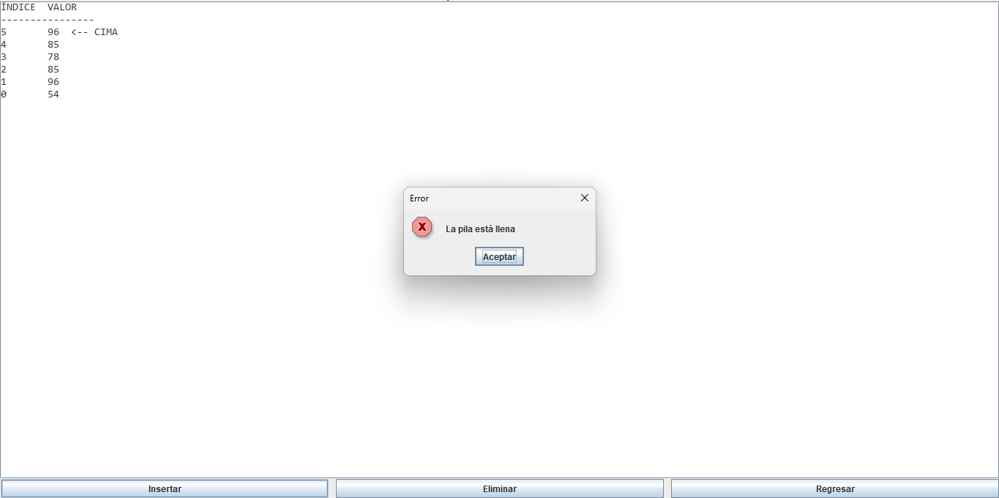 ÍNDICE  VALOR
----------------
5       96  <-- CIMA
4       85
3       78
2       85
1       96
0       54
Error
La pila está llena
Aceptar
Insertar
Eliminar
Regresar